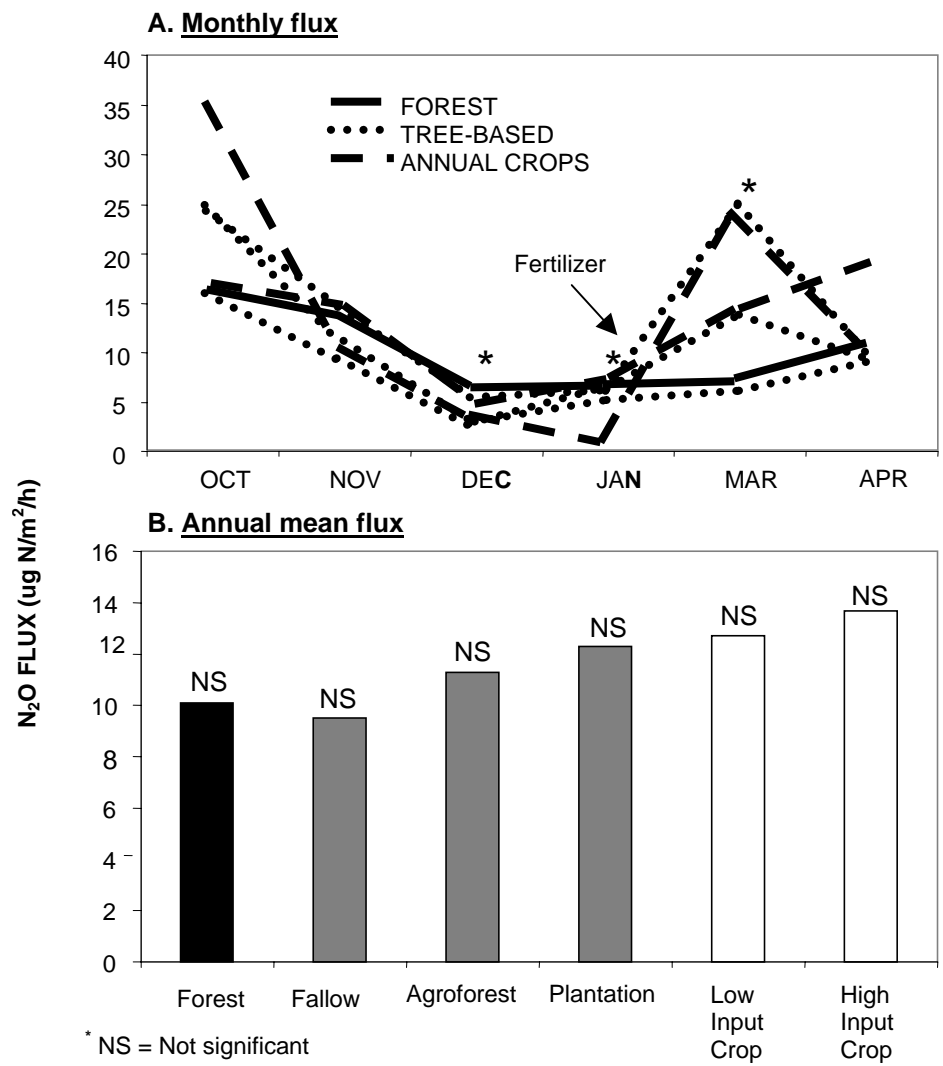 A. Monthly flux
40
35
30
25
20
15
10
5
0
FOREST
TREE-BASED
ANNUAL CROPS
Fertilizer
*
*
*
OCT NOV DEC JAN MAR APR
N₂O FLUX (ug N/m²/h)
B. Annual mean flux
16
14
12
10
8
6
4
2
0
NS NS NS NS NS NS
Forest Fallow Agroforest Plantation Low Input Crop High Input Crop
* NS = Not significant